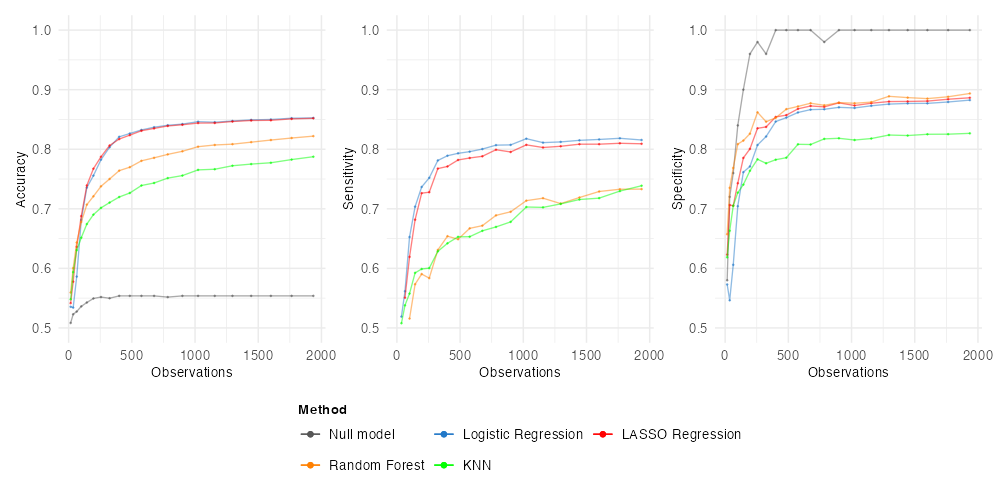 Accuracy
1.0
0.9
0.8
0.7
0.6
0.5
0 500 1000 1500 2000
Observations
Sensitivity
1.0
0.9
0.8
0.7
0.6
0.5
0 500 1000 1500 2000
Observations
Specificity
1.0
0.9
0.8
0.7
0.6
0.5
0 500 1000 1500 2000
Observations
Method
Null model Logistic Regression LASSO Regression
Random Forest KNN